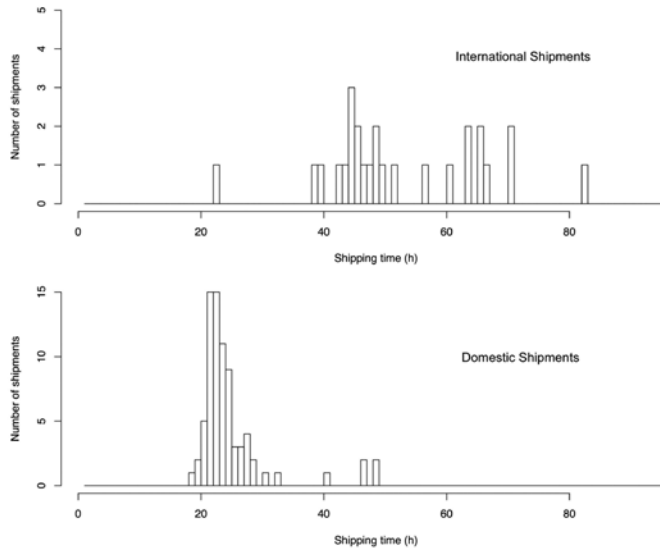 5
4
3
2
1
0
Number of shipments
International Shipments
0 20 40 60 80
Shipping time (h)
15
10
5
0
Number of shipments
Domestic Shipments
0 20 40 60 80
Shipping time (h)